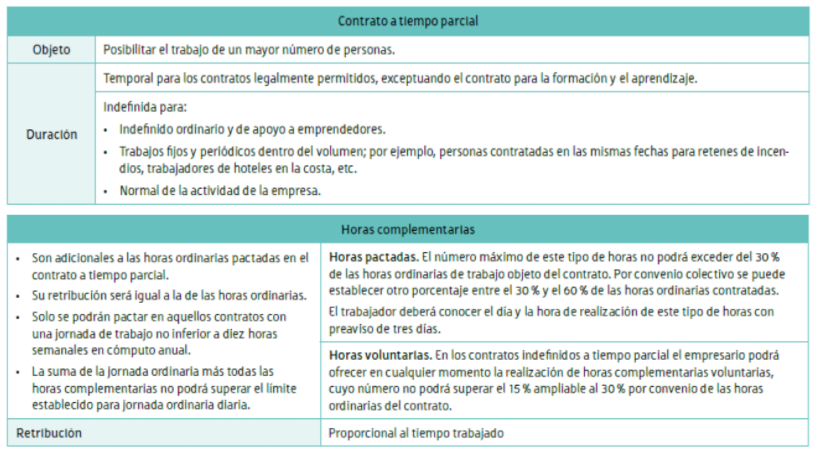 Contrato a tiempo parcial
Objeto
Posibilitar el trabajo de un mayor número de personas.
Duración
Temporal para los contratos legalmente permitidos, exceptuando el contrato para la formación y el aprendizaje.
Indefinida para:
• Indefinido ordinario y de apoyo a emprendedores.
• Trabajos fijos y periódicos dentro del volumen; por ejemplo, personas contratadas en las mismas fechas para retenes de incen-
dios, trabajadores de hoteles en la costa, etc.
• Normal de la actividad de la empresa.
Horas complementarias
• Son adicionales a las horas ordinarias pactadas en el
contrato a tiempo parcial.
• Su retribución será igual a la de las horas ordinarias.
• Solo se podrán pactar en aquellos contratos con
una jornada de trabajo no inferior a diez horas
semanales en cómputo anual.
• La suma de la jornada ordinaria más todas las
horas complementarias no podrá superar el límite
establecido para jornada ordinaria diaria.
Horas pactadas. El número máximo de este tipo de horas no podrá exceder del 30 %
de las horas ordinarias de trabajo objeto del contrato. Por convenio colectivo se puede
establecer otro porcentaje entre el 30 % y el 60 % de las horas ordinarias contratadas.
El trabajador deberá conocer el día y la hora de realización de este tipo de horas con
preaviso de tres días.
Horas voluntarias. En los contratos indefinidos a tiempo parcial el empresario podrá
ofrecer en cualquier momento la realización de horas complementarias voluntarias,
cuyo número no podrá superar el 15 % ampliable al 30 % por convenio de las horas
ordinarias del contrato.
Retribución
Proporcional al tiempo trabajado